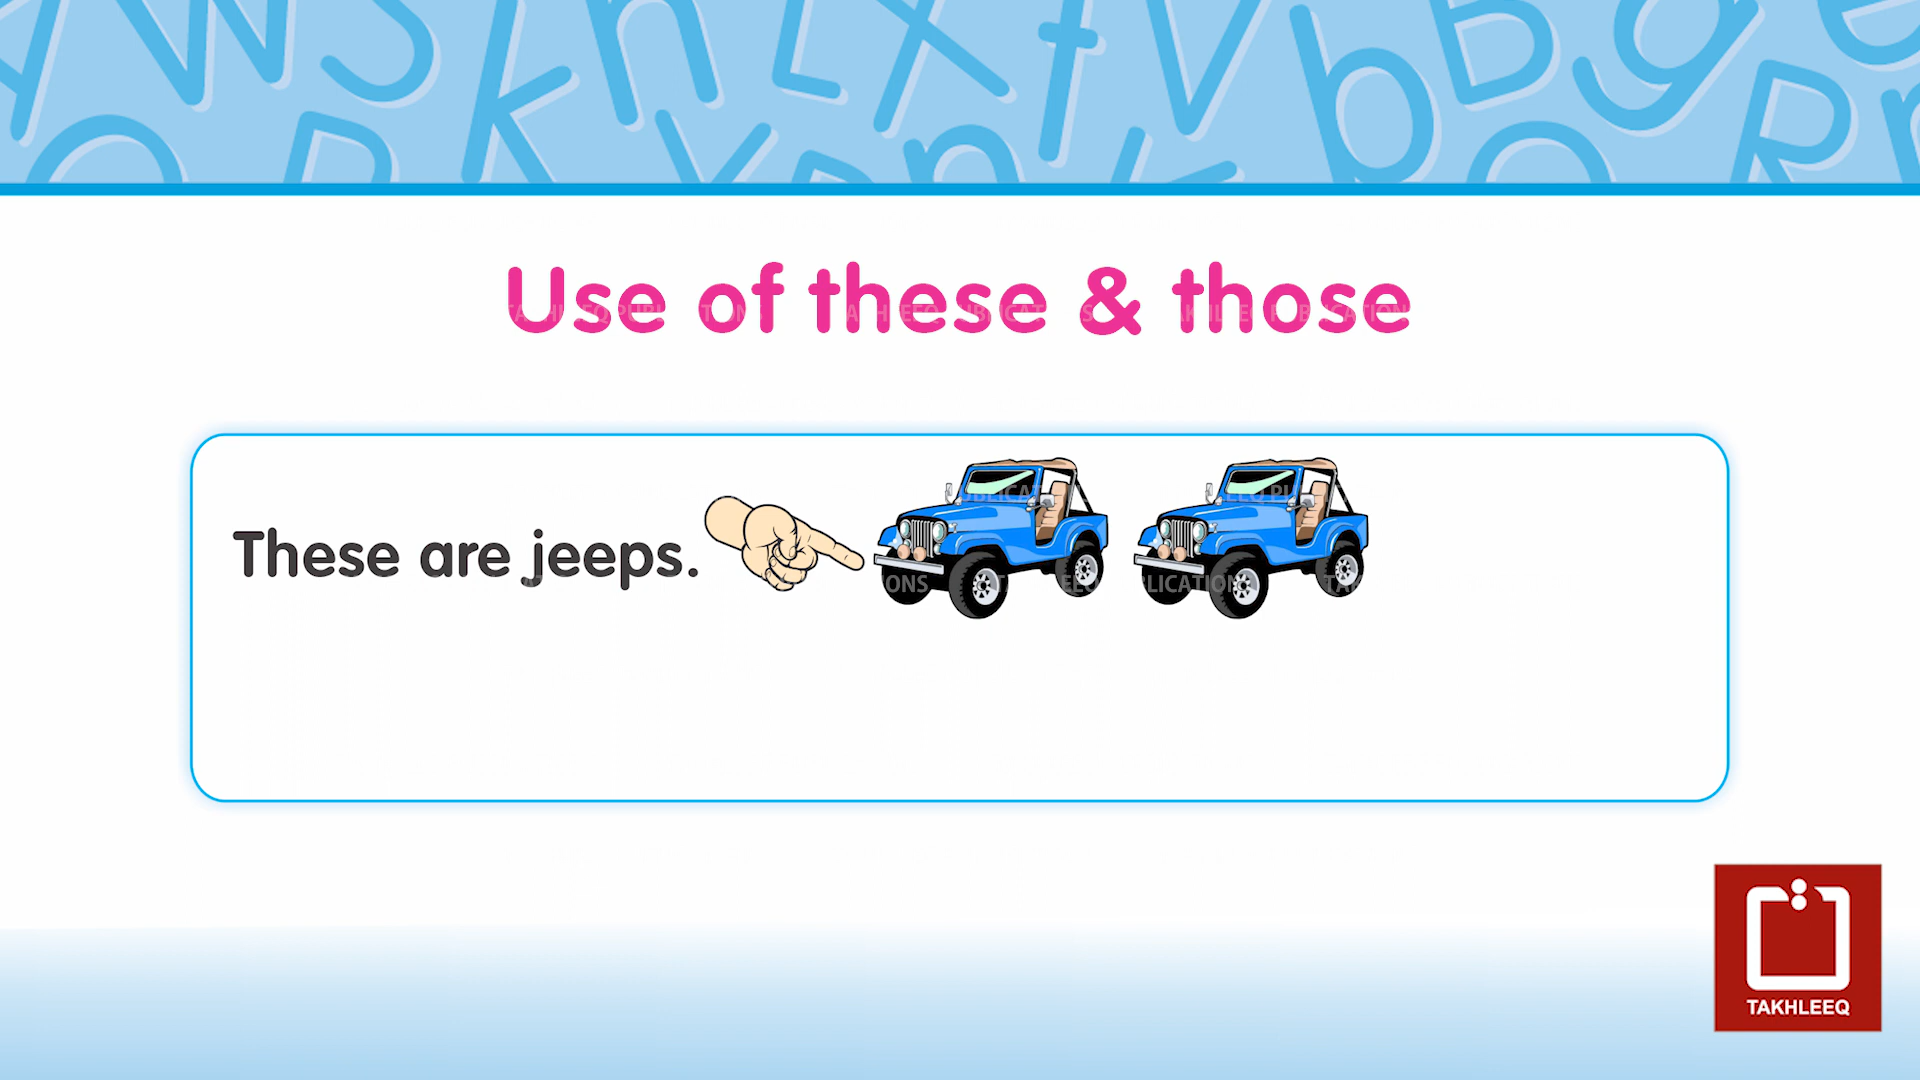 Use of these & those
These are jeeps.
TAKHLEEQ